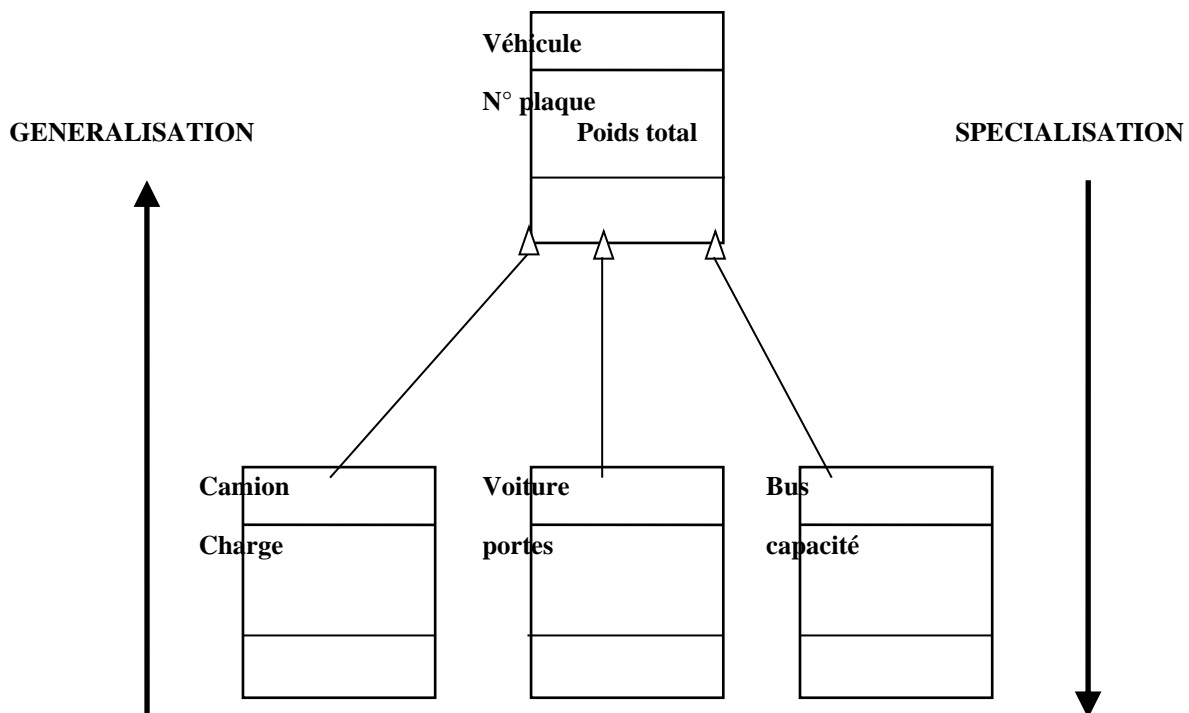 Véhicule
N° plaque
GENERALISATION
Poids total
SPECIALISATION
Camion
Voiture
Bus
Charge
portes
capacité